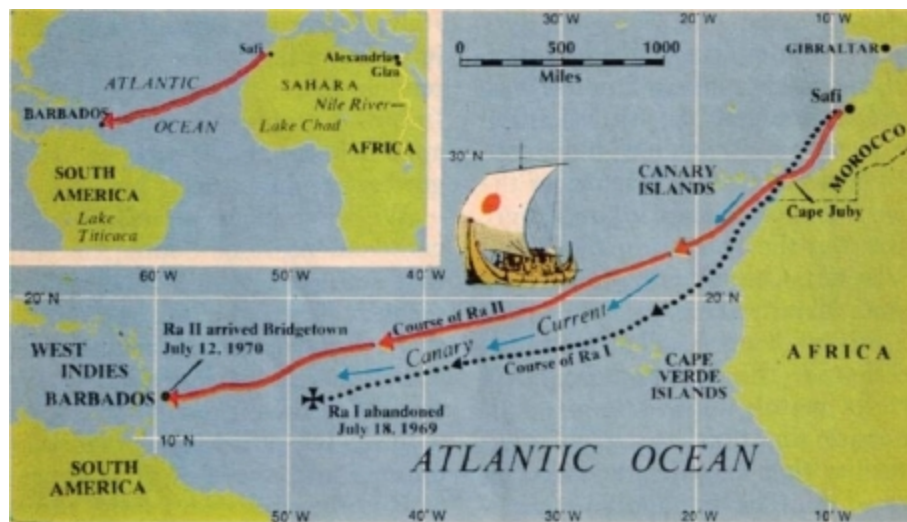 Safi
Alexandria
Giza
ATLANTIC
SAHARA
Nile River
BARBADOS
OCEAN
Lake Chad
AFRICA
SOUTH
AMERICA
Lake
Titicaca
30°W
20°W
10°W
0 500 1000
Miles
GIBRALTAR
Safi
30°N
CANARY
ISLANDS
MOROCCO
Cape Juby
60°W
50°W
40°W
20°N
20°N
Ra II arrived Bridgetown
July 12, 1970
Course of Ra II
Canary Current
Course of Ra I
WEST
INDIES
BARBADOS
CAPE
VERDE
ISLANDS
AFRICA
Ra I abandoned
July 18, 1969
10°N
ATLANTIC OCEAN
SOUTH
AMERICA
50°W
40°W
30°W
20°W
10°W